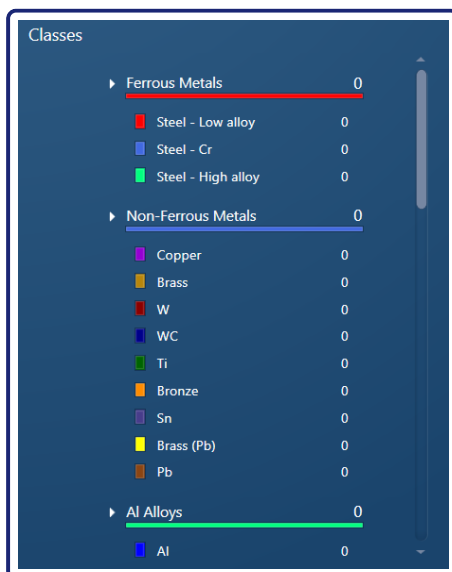 Classes
Ferrous Metals 0
Steel - Low alloy 0
Steel - Cr 0
Steel - High alloy 0
Non-Ferrous Metals 0
Copper 0
Brass 0
W 0
WC 0
Ti 0
Bronze 0
Sn 0
Brass (Pb) 0
Pb 0
Al Alloys 0
Al 0